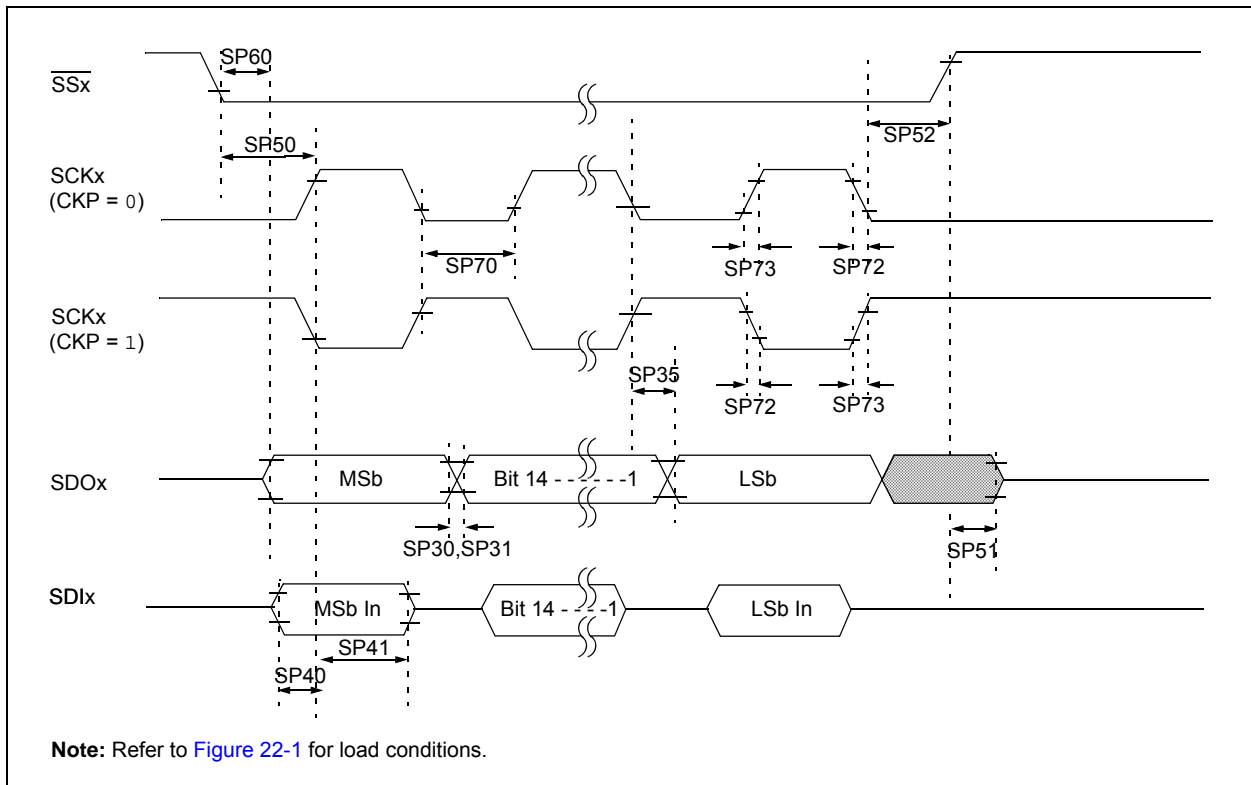 SP60
SSx
SP50
SP52
SCKx
(CKP = 0)
SP70
SP73
SP72
SCKx
(CKP = 1)
SP35
SP72
SP73
SDOx
MSb
Bit 14 - - - - - -1
LSb
SP30,SP31
SP51
SDIx
MSb In
Bit 14 - - - -1
LSb In
SP41
SP40
Note: Refer to Figure 22-1 for load conditions.